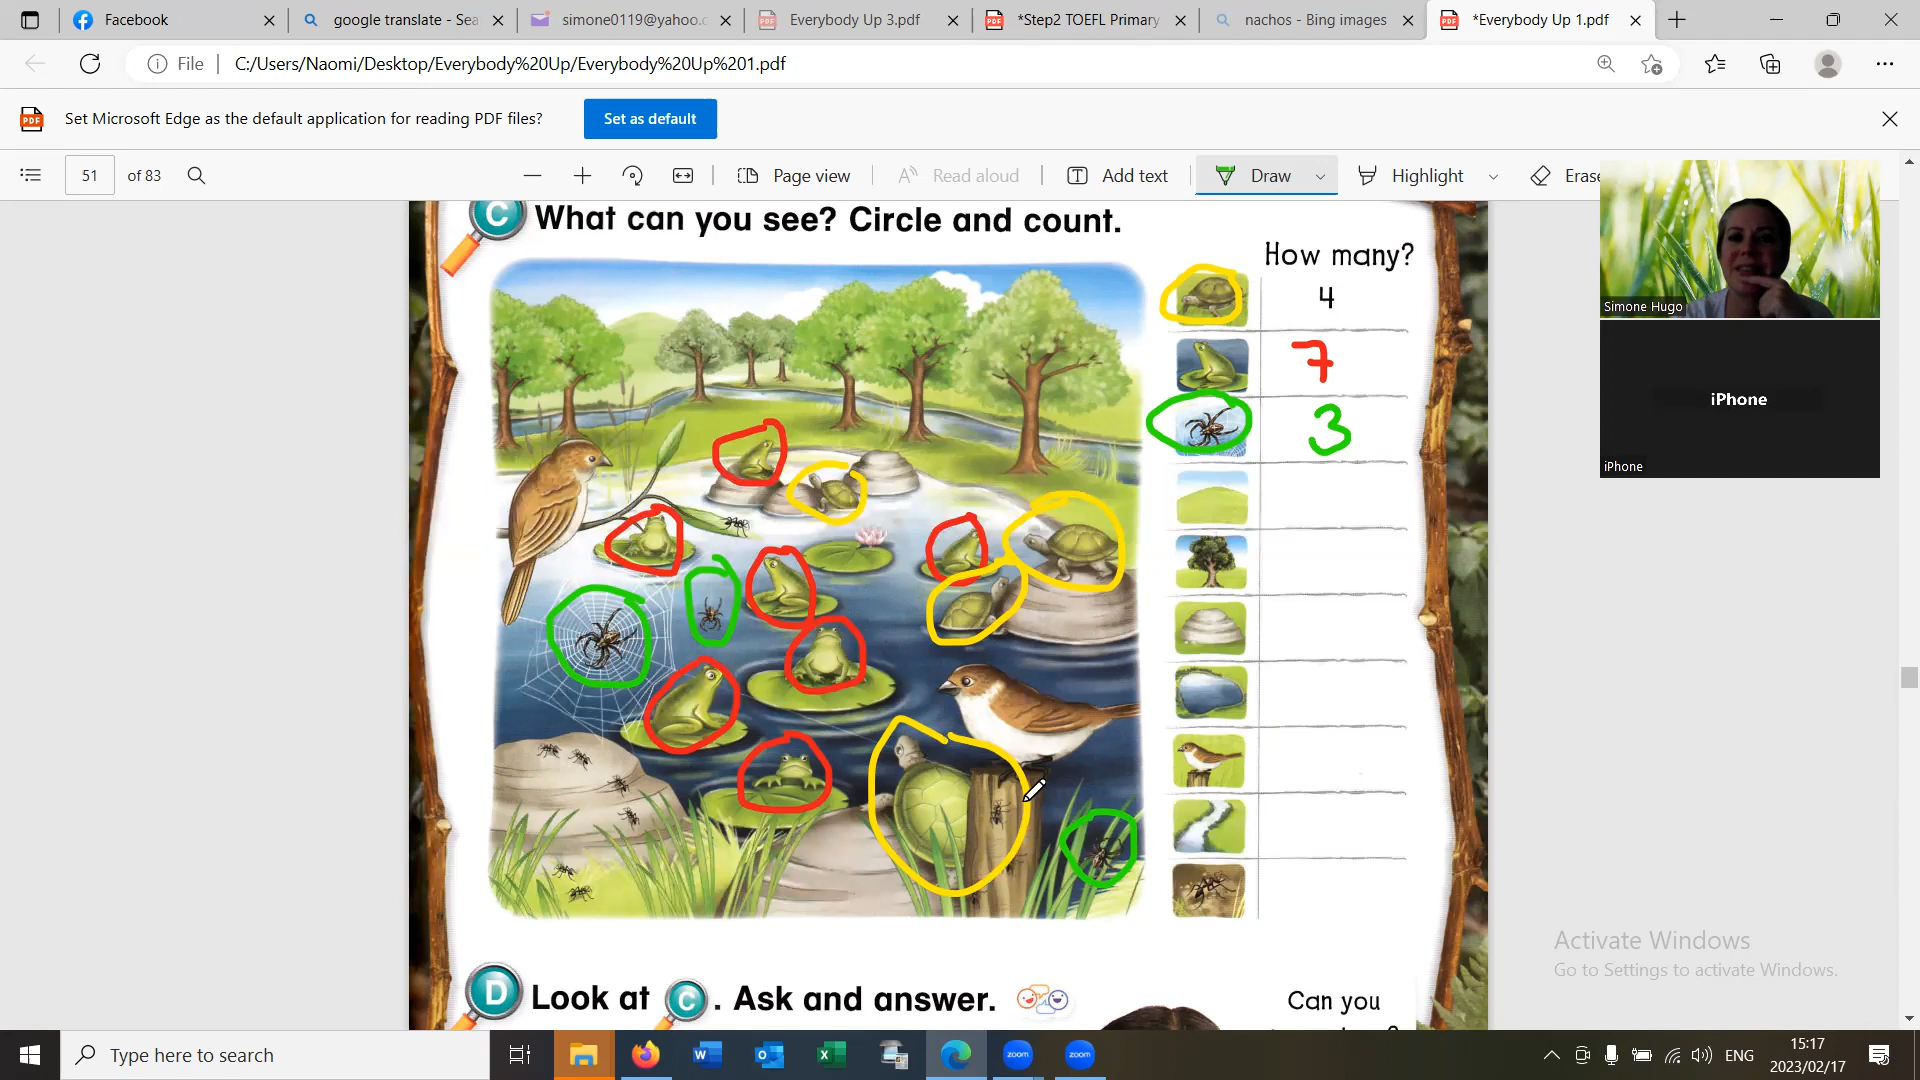 Facebook
google translate - Sea
simone0119@yahoo.c
Everybody Up 3.pdf
*Step2 TOEFL Primary
nachos - Bing images
*Everybody Up 1.pdf
File
C:/Users/Naomi/Desktop/Everybody%20Up/Everybody%20Up%201.pdf
PDF
Set Microsoft Edge as the default application for reading PDF files?
Set as default
51 of 83
Page view
Read aloud
Add text
Draw
Highlight
Erase
C What can you see? Circle and count.
How many?
4
7
3
Simone Hugo
iPhone
iPhone
D Look at C. Ask and answer.
Can you
Activate Windows
Go to Settings to activate Windows.
Type here to search
zoom
zoom
ENG
15:17
2023/02/17